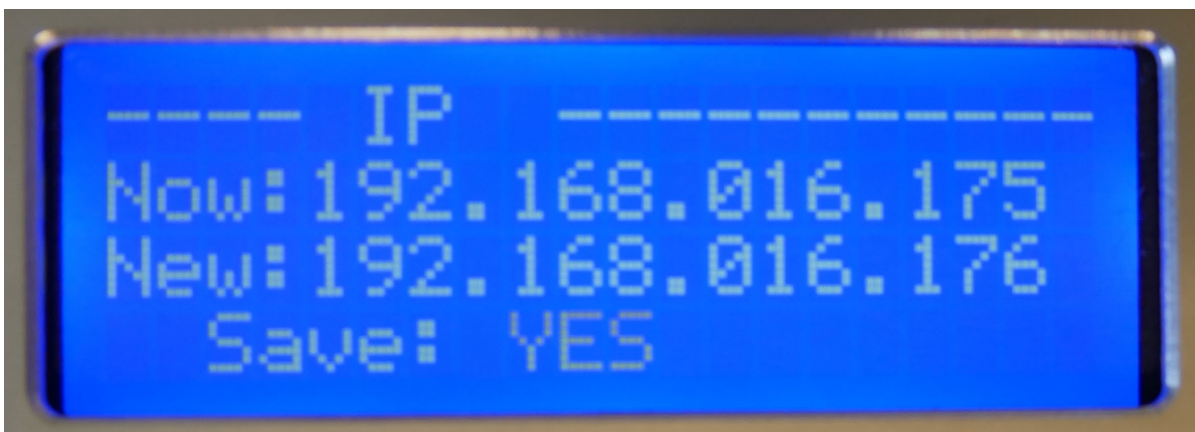 ---- IP -----------
Now:192.168.016.175
New:192.168.016.176
Save: YES